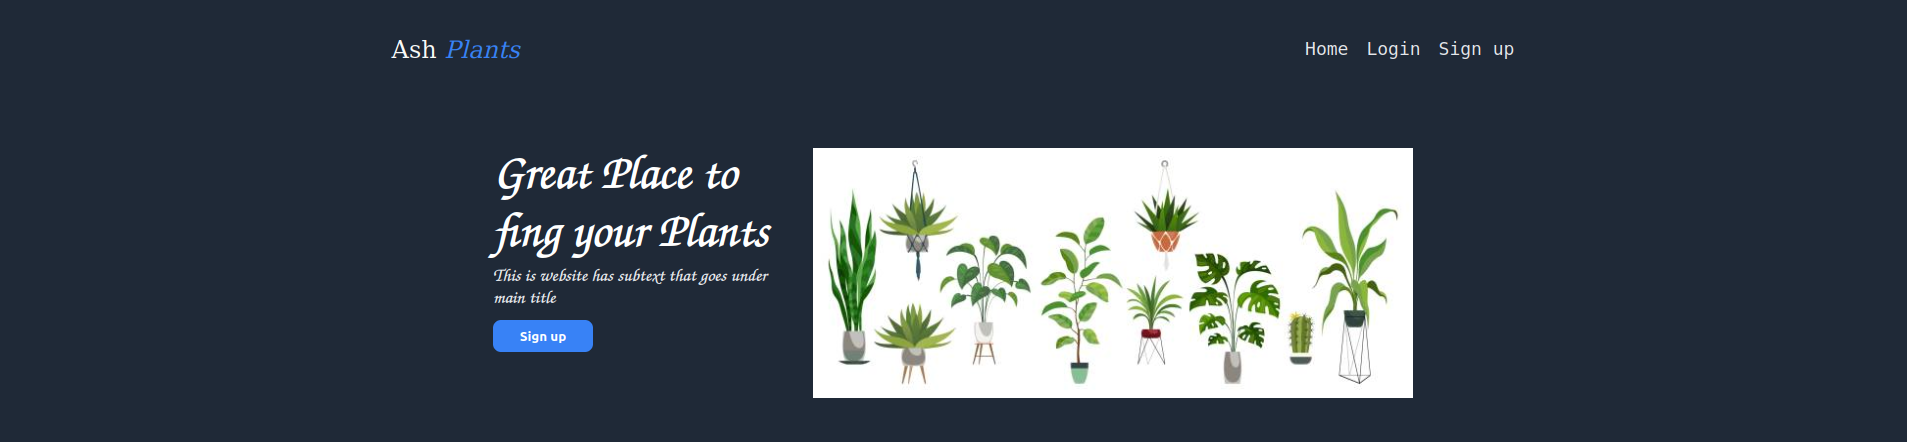 Ash Plants
Home Login Sign up
Great Place to
fing your Plants
This is website has subtext that goes under
main title
Sign up